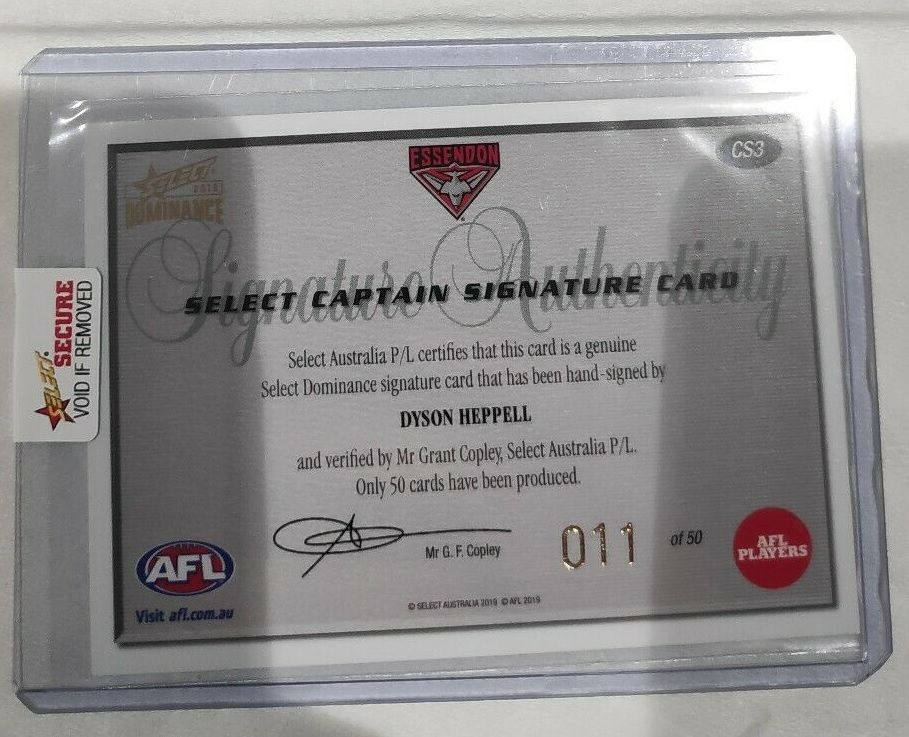 ESSENDON
CS3
SELECT
DOMINANCE
Signature Authenticity
SELECT CAPTAIN SIGNATURE CARD
Select Australia P/L certifies that this card is a genuine
Select Dominance signature card that has been hand-signed by
DYSON HEPPELL
and verified by Mr Grant Copley, Select Australia P/L.
Only 50 cards have been produced.
Mr G. F. Copley
011 of 50
AFL
PLAYERS
AFL
Visit afl.com.au
© SELECT AUSTRALIA 2019 © AFL 2019
SELECT
SECURE
VOID IF REMOVED